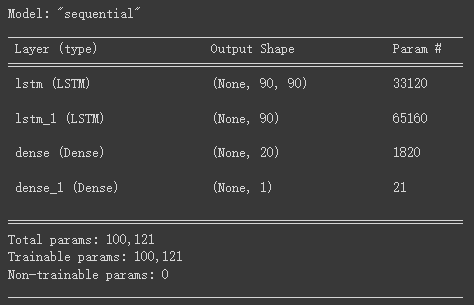 Model: "sequential"
Layer (type) Output Shape Param #
lstm (LSTM) (None, 90, 90) 33120
lstm_1 (LSTM) (None, 90) 65160
dense (Dense) (None, 20) 1820
dense_1 (Dense) (None, 1) 21
Total params: 100,121
Trainable params: 100,121
Non-trainable params: 0